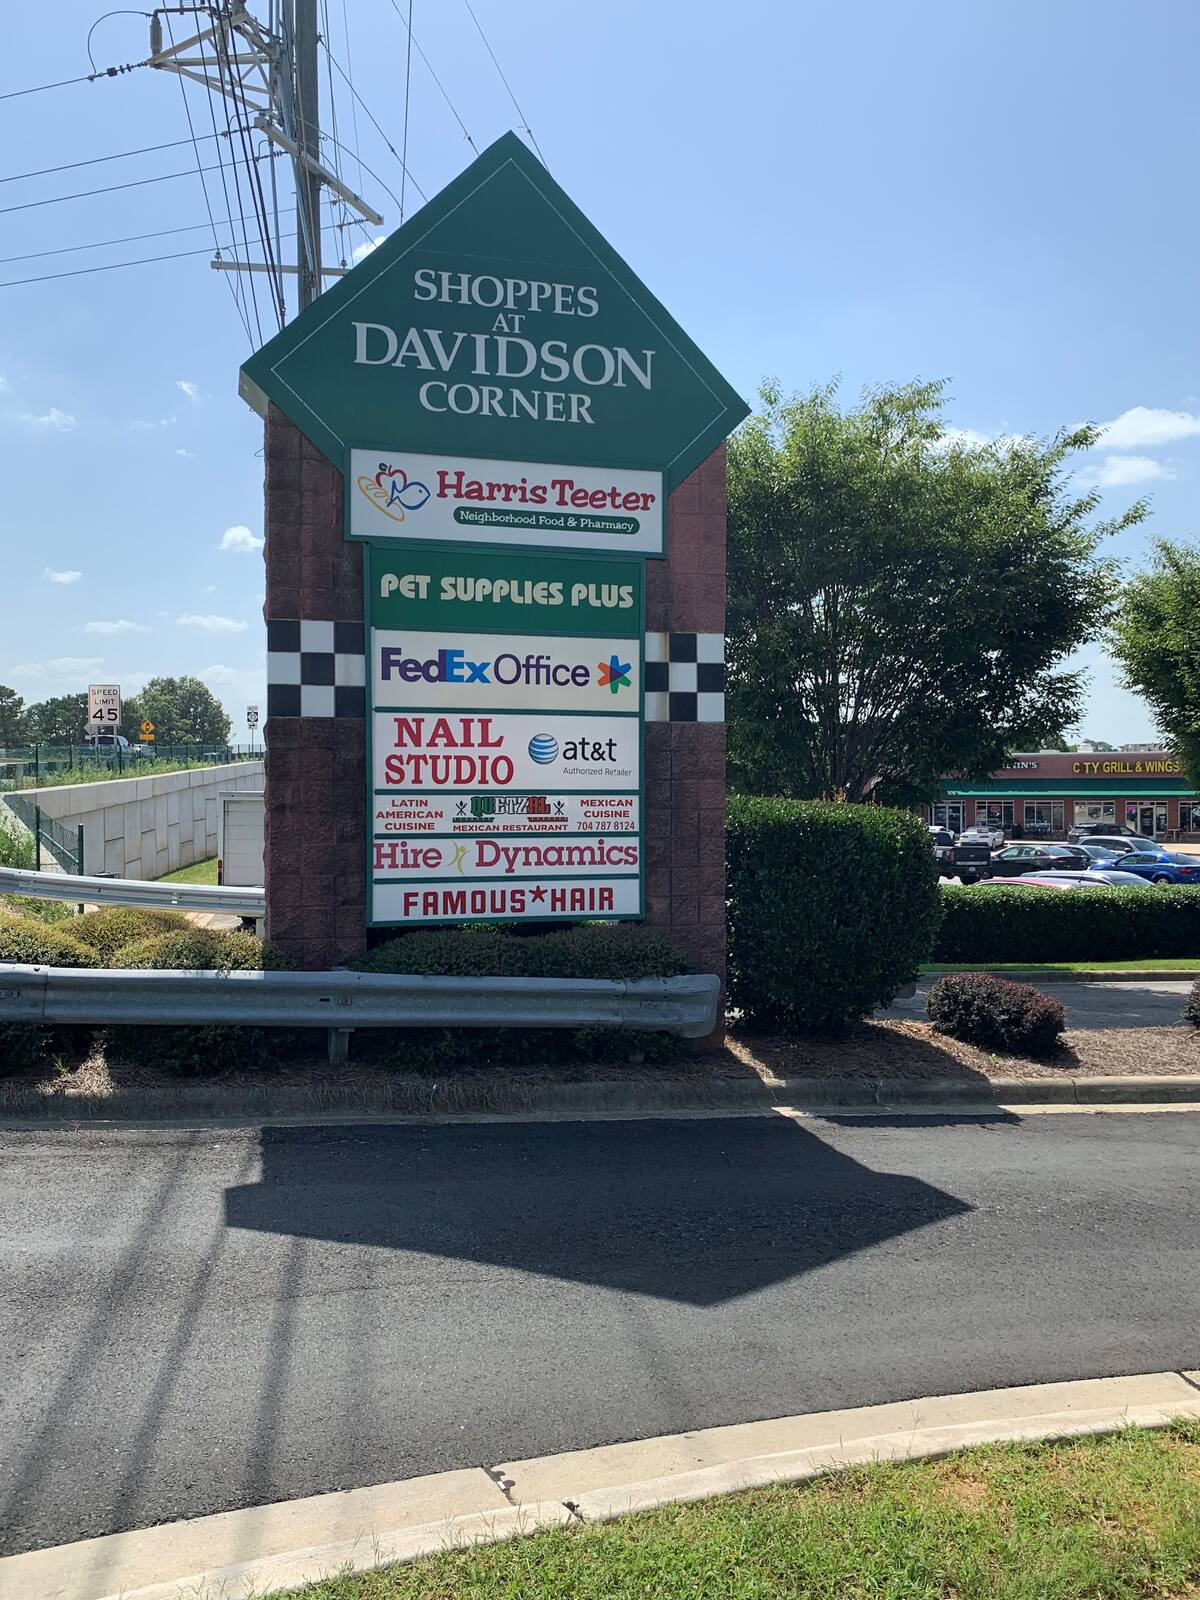 SHOPPES
AT
DAVIDSON
CORNER
Harris Teeter
Neighborhood Food & Pharmacy
PET SUPPLIES PLUS
FedEx Office
NAIL
STUDIO
at&t
Authorized Retailer
LATIN
AMERICAN
CUISINE
QUETZAL
MEXICAN RESTAURANT
MEXICAN
CUISINE
704 787 8124
Hire Dynamics
FAMOUS★HAIR
SPEED
LIMIT
45
C TY GRILL & WINGS